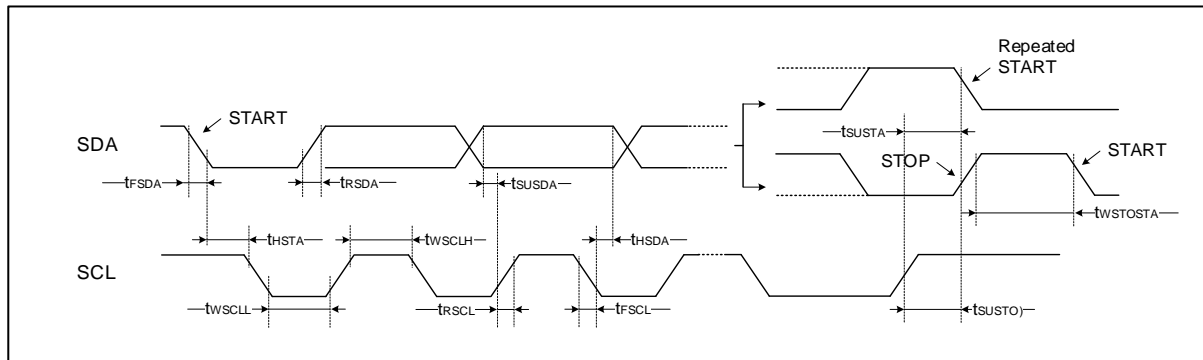 Repeated
START
START
tSUSTA
SDA
STOP
START
tFSDA
tRSDA
tSUSDA
tWSTOSTA
tHSTA
tWSCLH
tHSDA
SCL
tWSCLL
tRSCL
tFSCL
tSUSTO)